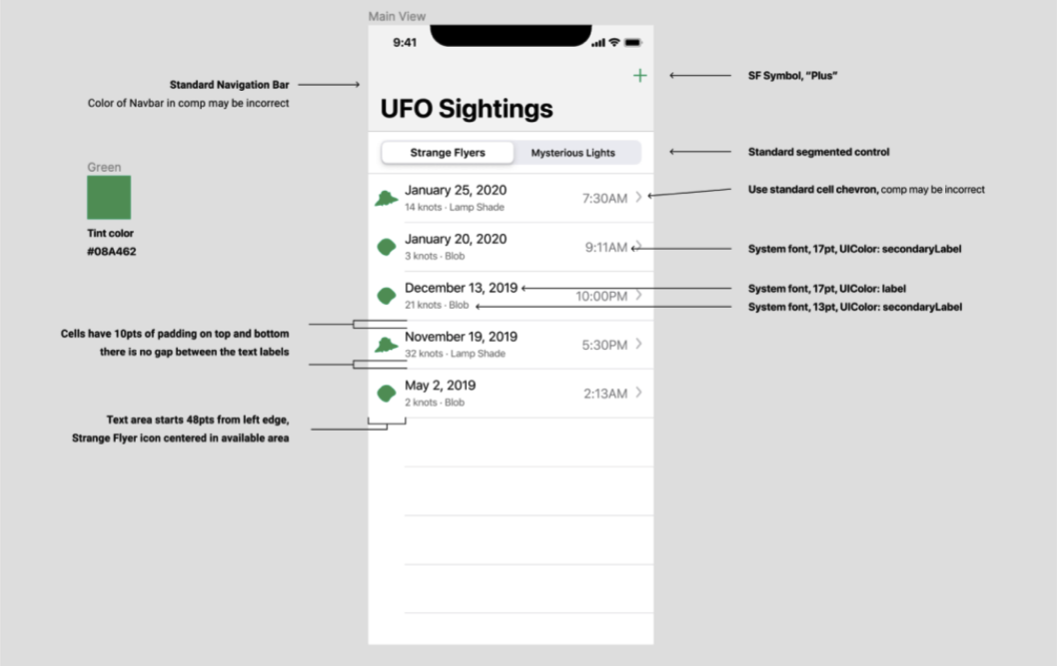 Main View
9:41
Standard Navigation Bar
Color of Navbar in comp may be incorrect
SF Symbol, “Plus”
UFO Sightings
Strange Flyers
Mysterious Lights
Standard segmented control
Green
Tint color
#08A462
January 25, 2020
14 knots · Lamp Shade
7:30AM
Use standard cell chevron, comp may be incorrect
January 20, 2020
3 knots · Blob
9:11AM
System font, 17pt, UIColor: secondaryLabel
December 13, 2019
21 knots · Blob
10:00PM
System font, 17pt, UIColor: label
System font, 13pt, UIColor: secondaryLabel
Cells have 10pts of padding on top and bottom
there is no gap between the text labels
November 19, 2019
32 knots · Lamp Shade
5:30PM
May 2, 2019
2 knots · Blob
2:13AM
Text area starts 48pts from left edge,
Strange Flyer icon centered in available area